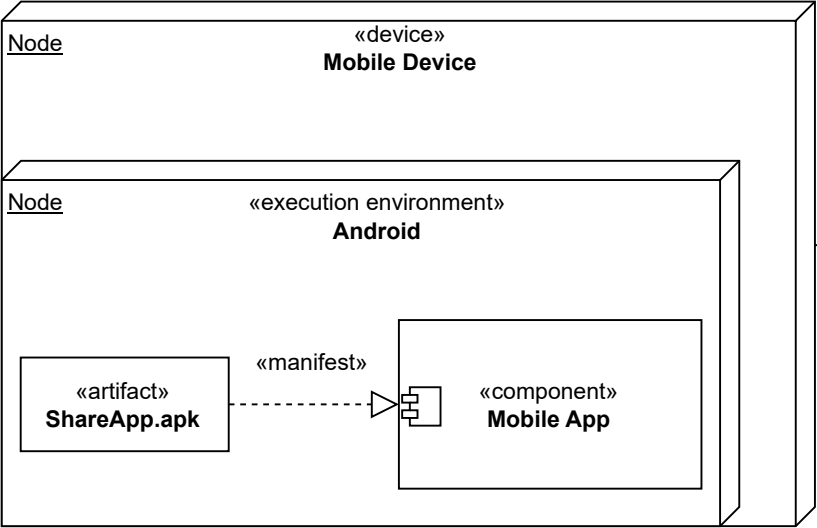 Node
«device»
Mobile Device
Node
«execution environment»
Android
«manifest»
«artifact»
ShareApp.apk
«component»
Mobile App